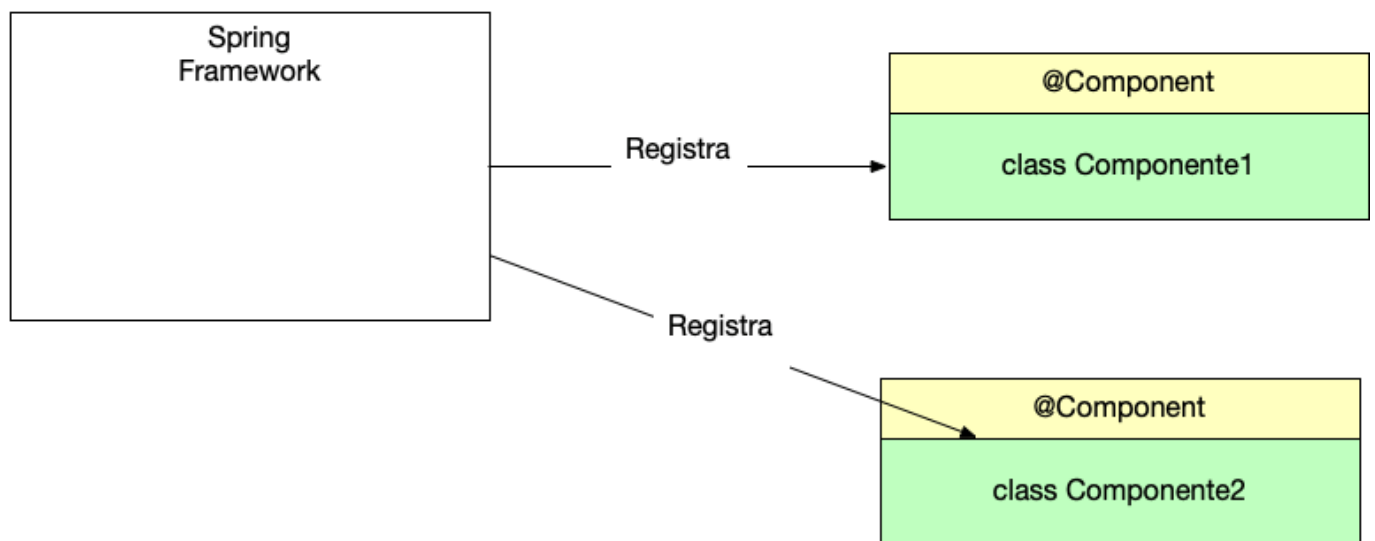 Spring
Framework
@Component
Registra
class Componente1
Registra
@Component
class Componente2